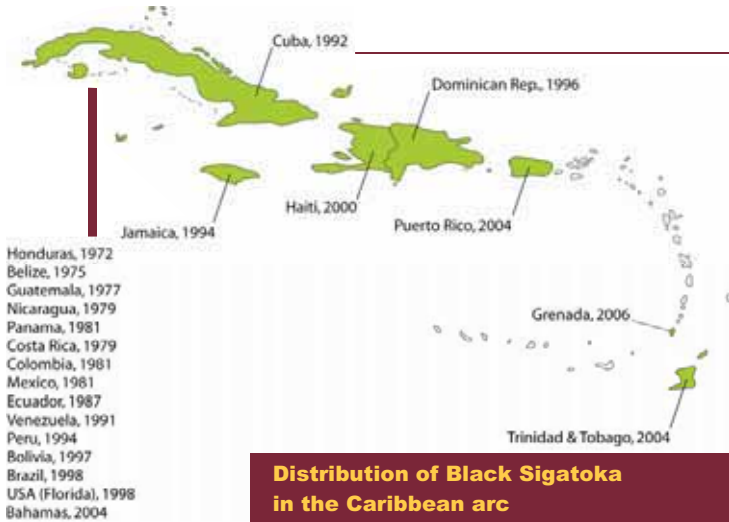 Cuba, 1992
Dominican Rep., 1996
Haiti, 2000
Jamaica, 1994
Puerto Rico, 2004
Honduras, 1972
Belize, 1975
Guatemala, 1977
Nicaragua, 1979
Panama, 1981
Costa Rica, 1979
Colombia, 1981
Mexico, 1981
Ecuador, 1987
Venezuela, 1991
Peru, 1994
Bolivia, 1997
Brazil, 1998
USA (Florida), 1998
Bahamas, 2004
Grenada, 2006
Trinidad & Tobago, 2004
Distribution of Black Sigatoka
in the Caribbean arc